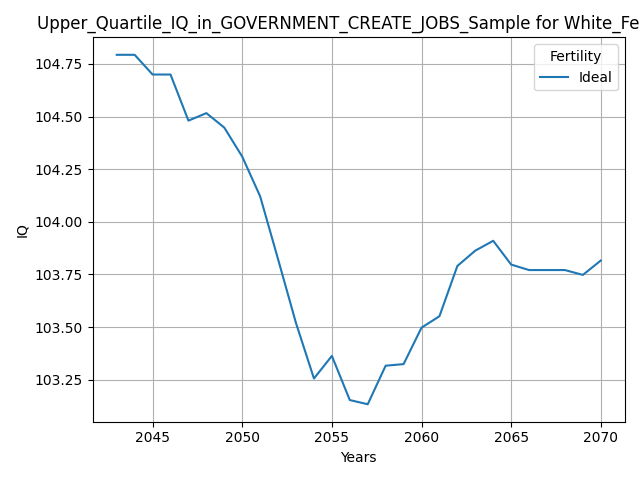 Upper_Quartile_IQ_in_GOVERNMENT_CREATE_JOBS_Sample for White_Fe
Fertility
Ideal
104.75
104.50
104.25
104.00
103.75
103.50
103.25
IQ
2045 2050 2055 2060 2065 2070
Years